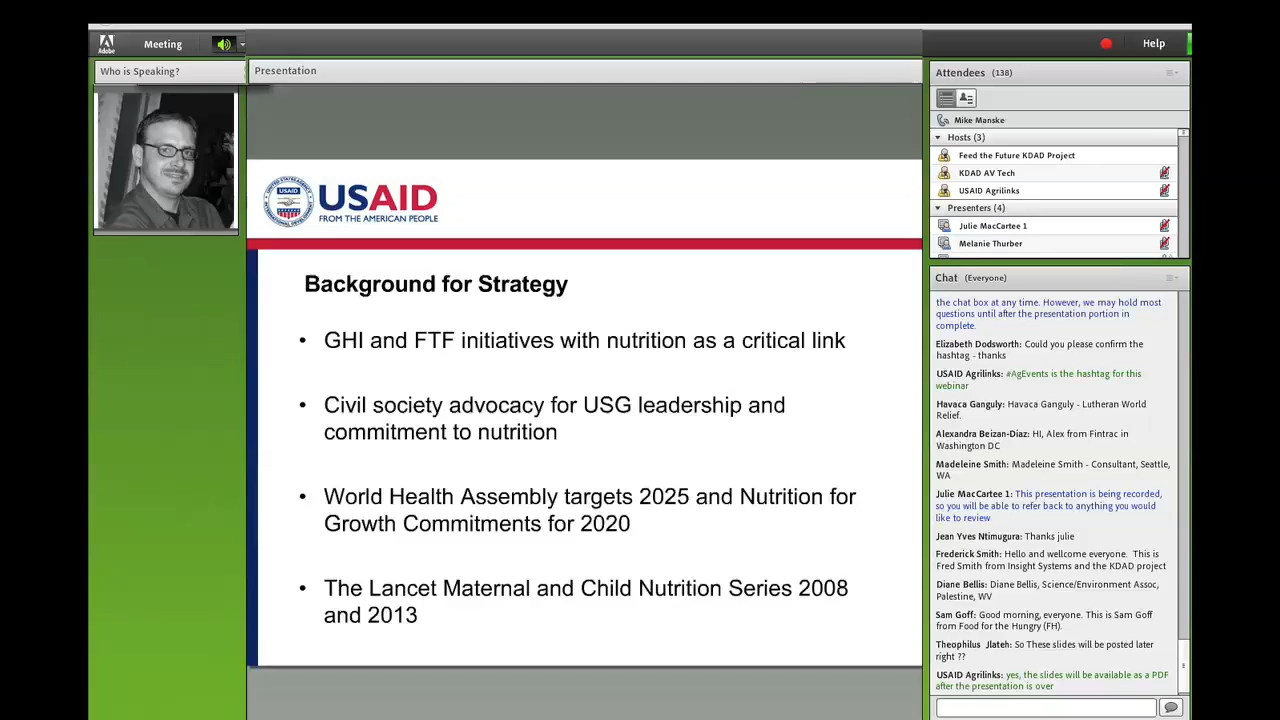 Adobe
Meeting
Help
Who is Speaking?
Presentation
USAID
USAID
FROM THE AMERICAN PEOPLE
Background for Strategy
• GHI and FTF initiatives with nutrition as a critical link
• Civil society advocacy for USG leadership and
commitment to nutrition
• World Health Assembly targets 2025 and Nutrition for
Growth Commitments for 2020
• The Lancet Maternal and Child Nutrition Series 2008
and 2013
Attendees (138)
Mike Manske
Hosts (3)
Feed the Future KDAD Project
KDAD AV Tech
USAID Agrilinks
Presenters (4)
Julie MacCartee 1
Melanie Thurber
Chat (Everyone)
the chat box at any time. However, we may hold most
questions until after the presentation portion in
complete.
Elizabeth Dodsworth: Could you please confirm the
hashtag - thanks
USAID Agrilinks: #AgEvents is the hashtag for this
webinar
Havaca Ganguly: Havaca Ganguly - Lutheran World
Relief.
Alexandra Beizan-Diaz: HI, Alex from Fintrac in
Washington DC
Madeleine Smith: Madeleine Smith - Consultant, Seattle,
WA
Julie MacCartee 1: This presentation is being recorded,
so you will be able to refer back to anything you would
like to review
Jean Yves Ntimugura: Thanks julie
Frederick Smith: Hello and wellcome everyone. This is
Fred Smith from Insight Systems and the KDAD project
Diane Bellis: Diane Bellis, Science/Environment Assoc,
Palestine, WV
Sam Goff: Good morning, everyone. This is Sam Goff
from Food for the Hungry (FH).
Theophilus Jlateh: So These slides will be posted later
right ??
USAID Agrilinks: yes, the slides will be available as a PDF
after the presentation is over